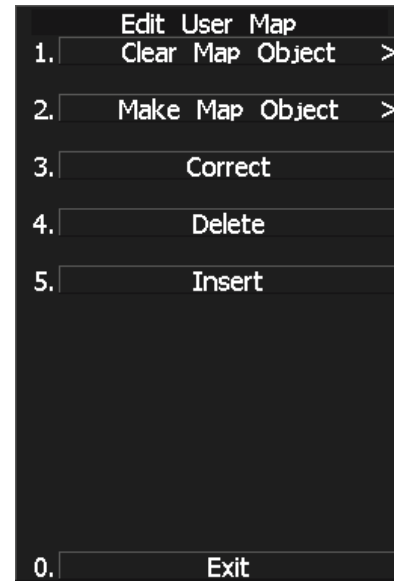 Edit User Map
1. Clear Map Object >
2. Make Map Object >
3. Correct
4. Delete
5. Insert
0. Exit